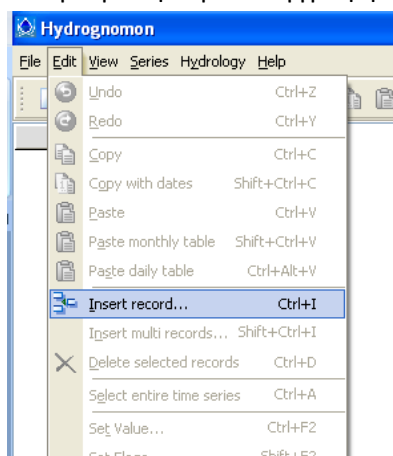 Hydrognomon
File Edit View Series Hydrology Help
Undo Ctrl+Z
Redo Ctrl+Y
Copy Ctrl+C
Copy with dates Shift+Ctrl+C
Paste Ctrl+V
Paste monthly table Shift+Ctrl+V
Paste daily table Ctrl+Alt+V
Insert record... Ctrl+I
Insert multi records... Shift+Ctrl+I
Delete selected records Ctrl+D
Select entire time series Ctrl+A
Set Value... Ctrl+F2